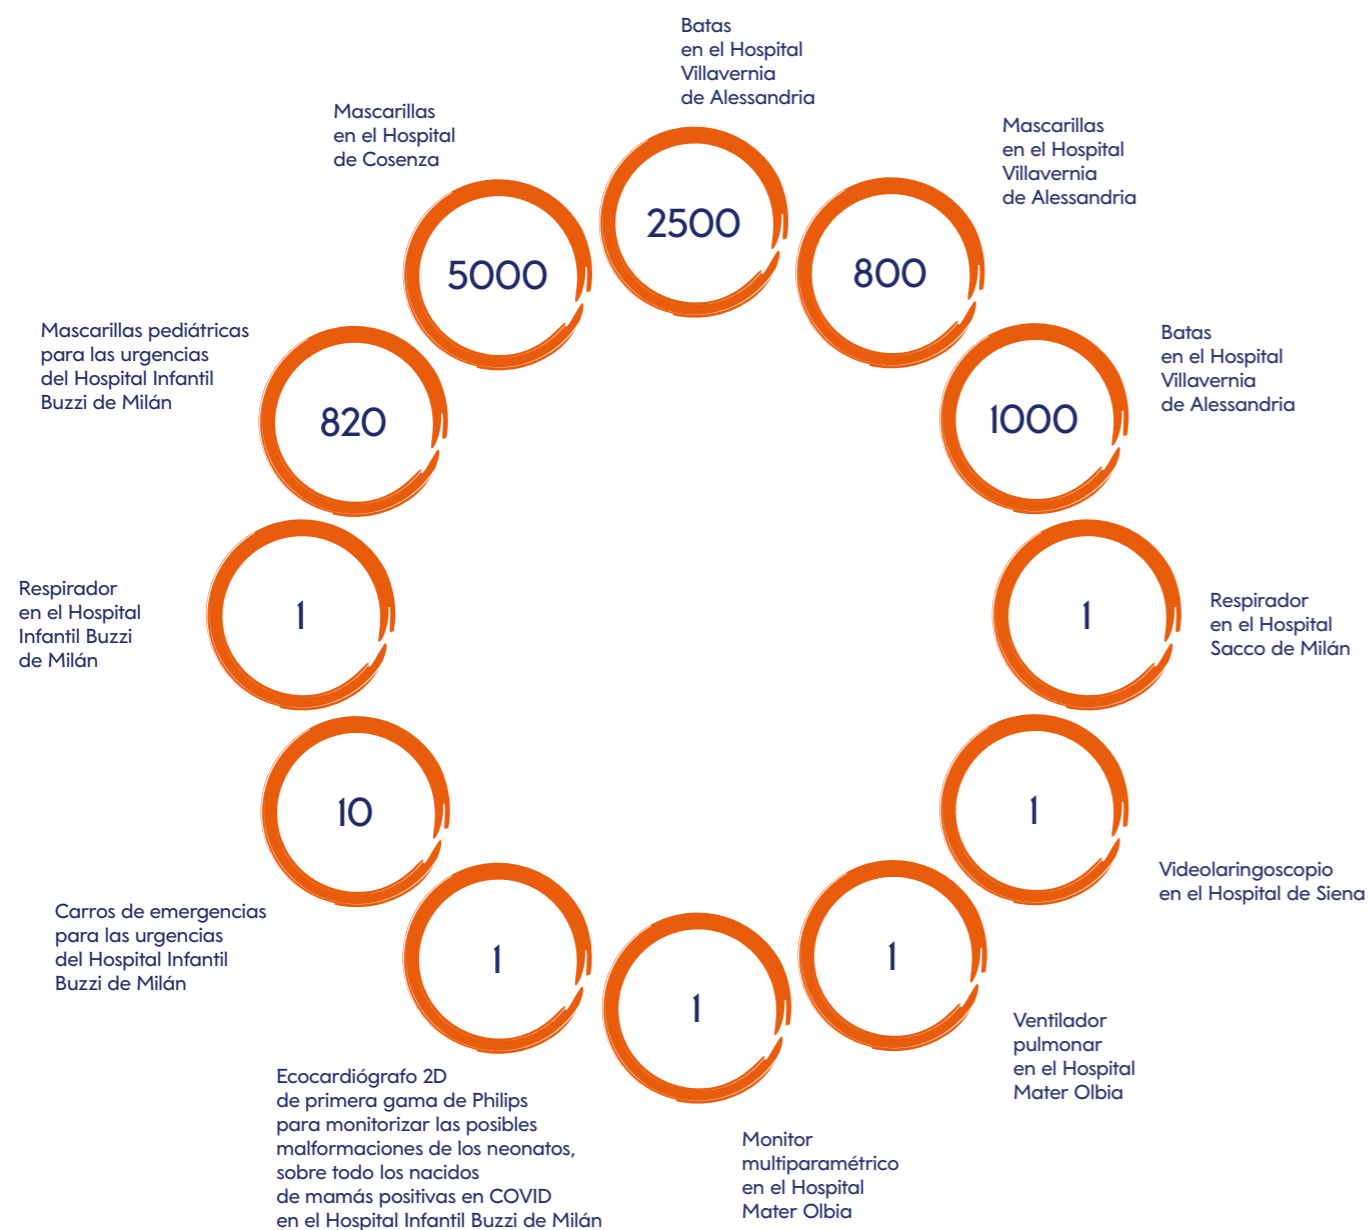 Batas
en el Hospital
Villavernia
de Alessandria
2500
Mascarillas
en el Hospital
Villavernia
de Alessandria
800
Batas
en el Hospital
Villavernia
de Alessandria
1000
Respirador
en el Hospital
Sacco de Milán
1
Videolaringoscopio
en el Hospital de Siena
1
Ventilador
pulmonar
en el Hospital
Mater Olbia
1
Monitor
multiparamétrico
en el Hospital
Mater Olbia
1
Ecocardiógrafo 2D
de primera gama de Philips
para monitorizar las posibles
malformaciones de los neonatos,
sobre todo los nacidos
de mamás positivas en COVID
en el Hospital Infantil Buzzi de Milán
1
Carros de emergencias
para las urgencias
del Hospital Infantil
Buzzi de Milán
10
Respirador
en el Hospital
Infantil Buzzi
de Milán
1
Mascarillas pediátricas
para las urgencias
del Hospital Infantil
Buzzi de Milán
820
Mascarillas
en el Hospital
de Cosenza
5000